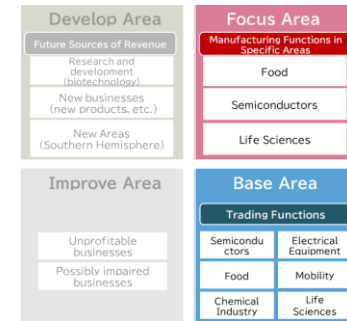 Develop Area
Future Sources of Revenue
Research and
development
(biotechnology)
New businesses
(new products, etc.)
New Areas
(Southern Hemisphere)
Focus Area
Manufacturing Functions in
Specific Areas
Food
Semiconductors
Life Sciences
Improve Area
Unprofitable
businesses
Possibly impaired
businesses
Base Area
Trading Functions
Semicondu
ctors
Electrical
Equipment
Food
Mobility
Chemical
Industry
Life
Sciences